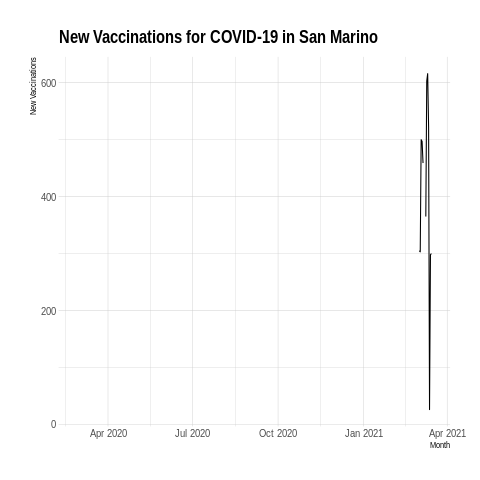 New Vaccinations for COVID-19 in San Marino
New Vaccinations
600
400
200
0
Apr 2020 Jul 2020 Oct 2020 Jan 2021 Apr 2021
Month